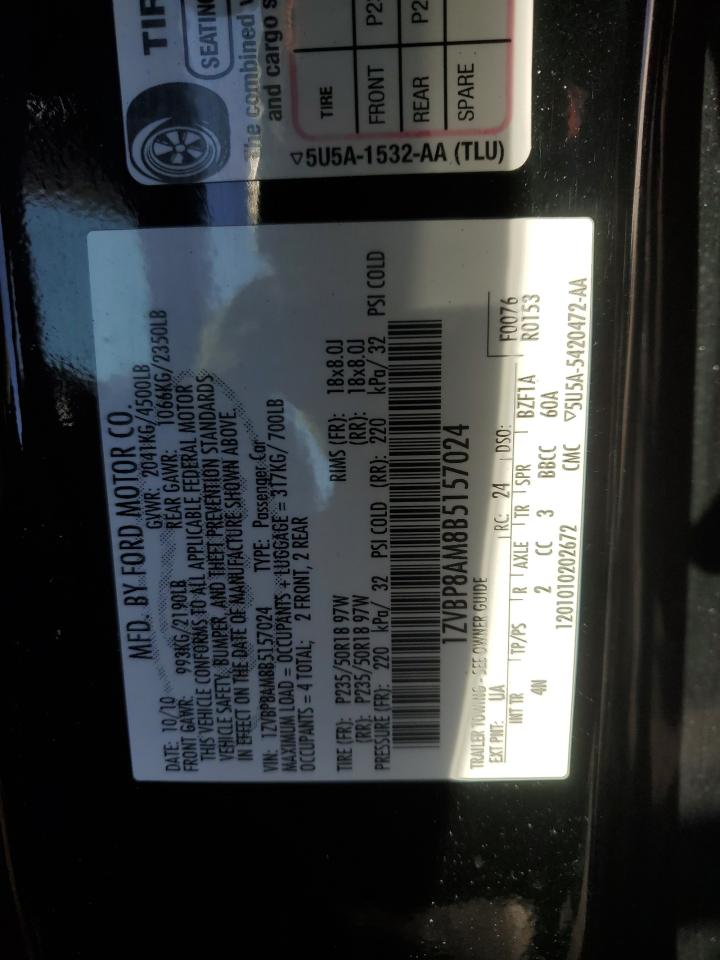 TIR
SEATING
The combined w
and cargo s
TIRE
FRONT P23
REAR P2
SPARE
▽5U5A-1532-AA (TLU)
MFD. BY FORD MOTOR CO.
DATE: 10/10 GVWR: 2041KG/4500LB
FRONT GAWR: 993KG/2190LB REAR GAWR: 1066KG/2350LB
THIS VEHICLE CONFORMS TO ALL APPLICABLE FEDERAL MOTOR
VEHICLE SAFETY, BUMPER, AND THEFT PREVENTION STANDARDS
IN EFFECT ON THE DATE OF MANUFACTURE SHOWN ABOVE.
VIN: 1ZVBP8AM8B5157024 TYPE: Passenger Car
MAXIMUM LOAD = OCCUPANTS + LUGGAGE = 317KG/700LB
OCCUPANTS = 4 TOTAL; 2 FRONT, 2 REAR
TIRE (FR): P235/50R18 97W RIMS (FR): 18x8.0J
(RR): P235/50R18 97W (RR): 18x8.0J
PRESSURE (FR): 220 kPa/ 32 PSI COLD (RR): 220 kPa/ 32 PSI COLD
1ZVBP8AM8B5157024
TRAILER TOWING - SEE OWNER GUIDE
EXT PNT: UA RC: 24 DSO: F0076
INT TR TP/PS R AXLE TR SPR BZF1A R0153
4N 2 CC 3 BBCC 60A
1201010202672 CMC ▽5U5A-5420472-AA